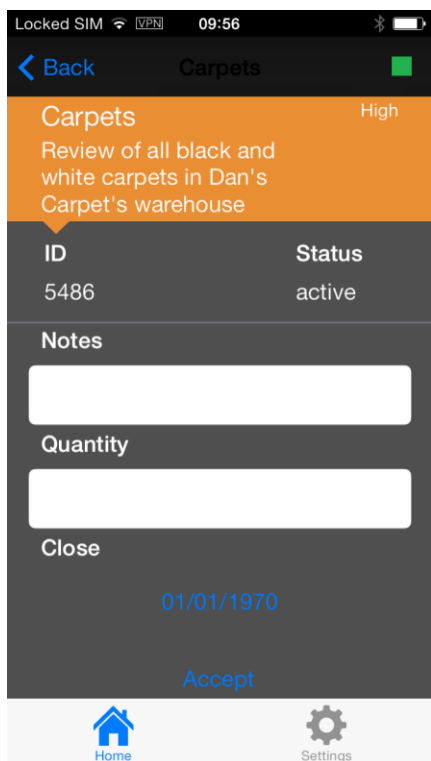 Locked SIM VPN 09:56
Back Carpets
Carpets High
Review of all black and
white carpets in Dan's
Carpet's warehouse
ID Status
5486 active
Notes
Quantity
Close
01/01/1970
Accept
Home Settings